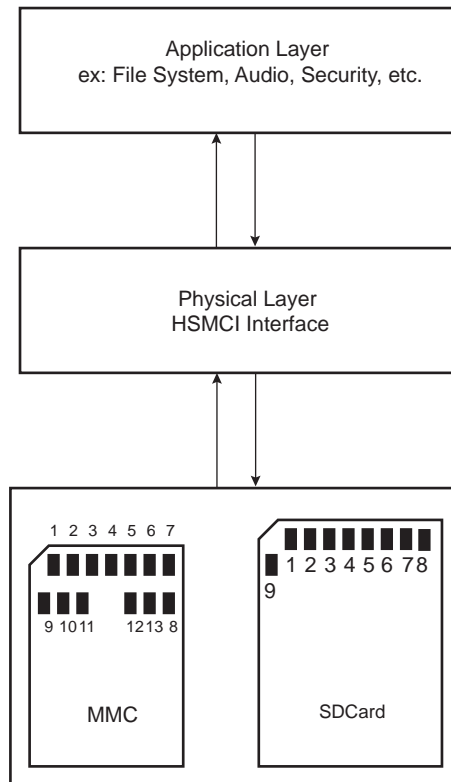 Application Layer
ex: File System, Audio, Security, etc.
Physical Layer
HSMCI Interface
1 2 3 4 5 6 7
9 10 11 12 13 8
MMC
1 2 3 4 5 6 7 8
9
SDCard